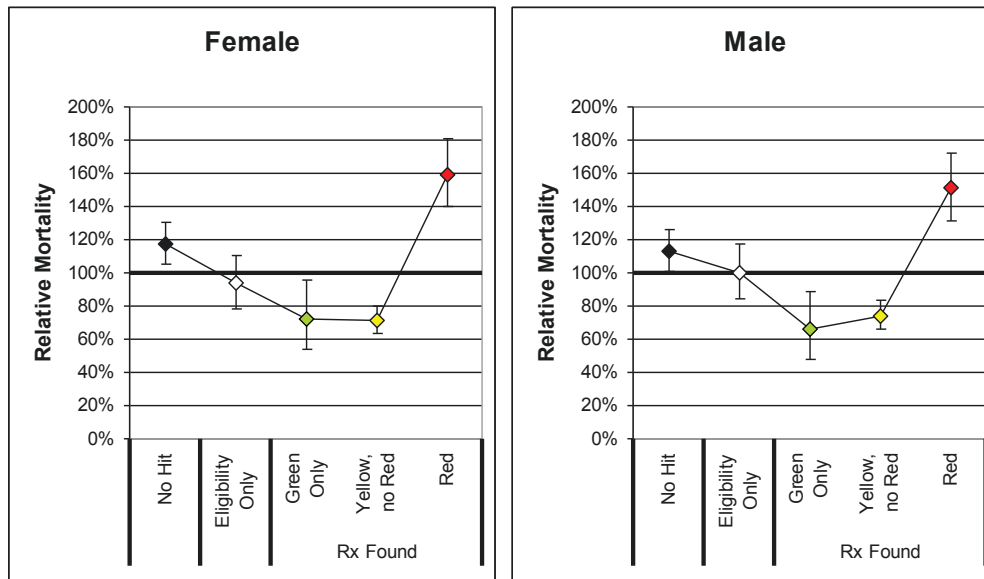 Female
Relative Mortality
200%
180%
160%
140%
120%
100%
80%
60%
40%
20%
0%
No Hit
Eligibility
Only
Green
Only
Yellow,
no Red
Red
Rx Found
Male
Relative Mortality
200%
180%
160%
140%
120%
100%
80%
60%
40%
20%
0%
No Hit
Eligibility
Only
Green
Only
Yellow,
no Red
Red
Rx Found